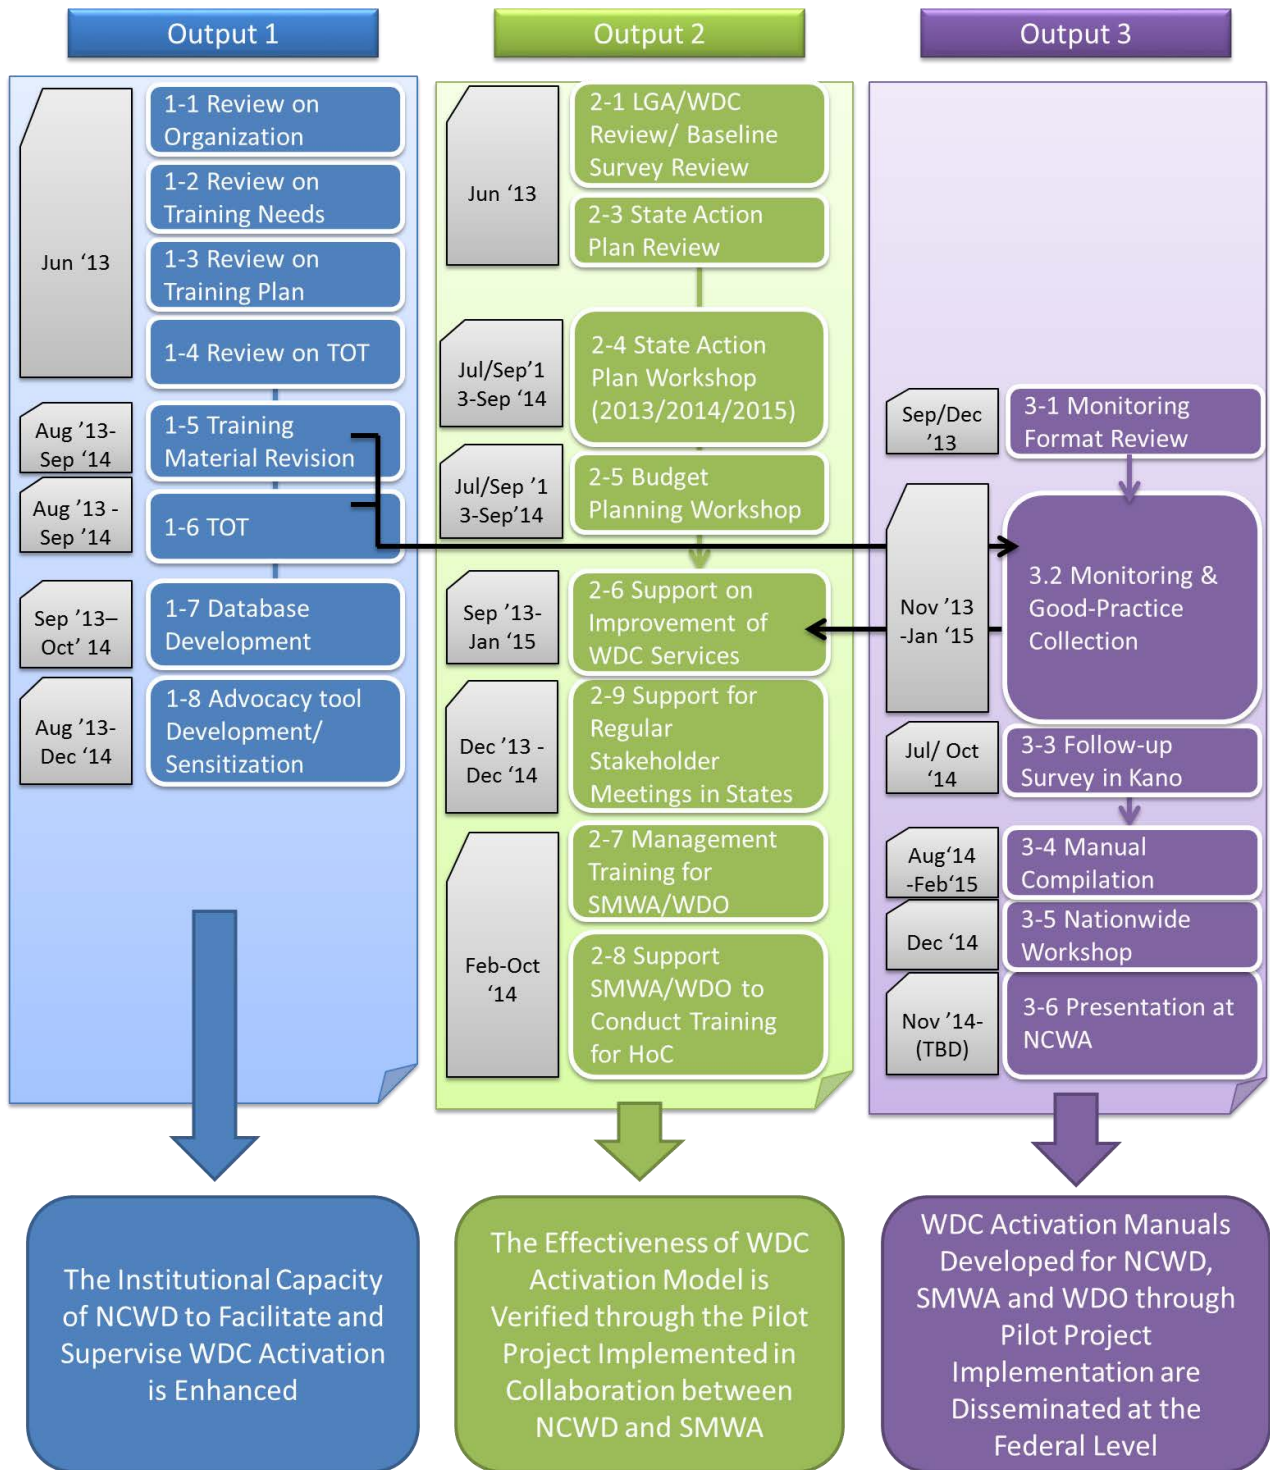 Output 1
Jun ‘13
1-1 Review on
Organization
1-2 Review on
Training Needs
1-3 Review on
Training Plan
1-4 Review on TOT
Aug ’13-
Sep ‘14
1-5 Training
Material Revision
Aug ’13 -
Sep ‘14
1-6 TOT
Sep ’13–
Oct’ 14
1-7 Database
Development
Aug ’13-
Dec ‘14
1-8 Advocacy tool
Development/
Sensitization
The Institutional Capacity
of NCWD to Facilitate and
Supervise WDC Activation
is Enhanced
Output 2
Jun ‘13
2-1 LGA/WDC
Review/ Baseline
Survey Review
2-3 State Action
Plan Review
Jul/Sep’1
3-Sep ‘14
2-4 State Action
Plan Workshop
(2013/2014/2015)
Jul/Sep ’1
3-Sep’14
2-5 Budget
Planning Workshop
Sep ’13-
Jan ‘15
2-6 Support on
Improvement of
WDC Services
Dec ’13 -
Dec ‘14
2-9 Support for
Regular
Stakeholder
Meetings in States
Feb-Oct
‘14
2-7 Management
Training for
SMWA/WDO
2-8 Support
SMWA/WDO to
Conduct Training
for HoC
The Effectiveness of WDC
Activation Model is
Verified through the Pilot
Project Implemented in
Collaboration between
NCWD and SMWA
Output 3
Sep/Dec
’13
3-1 Monitoring
Format Review
Nov ’13
-Jan ‘15
3.2 Monitoring &
Good-Practice
Collection
Jul/ Oct
‘14
3-3 Follow-up
Survey in Kano
Aug‘14
-Feb‘15
3-4 Manual
Compilation
Dec ‘14
3-5 Nationwide
Workshop
Nov ’14-
(TBD)
3-6 Presentation at
NCWA
WDC Activation Manuals
Developed for NCWD,
SMWA and WDO through
Pilot Project
Implementation are
Disseminated at the
Federal Level